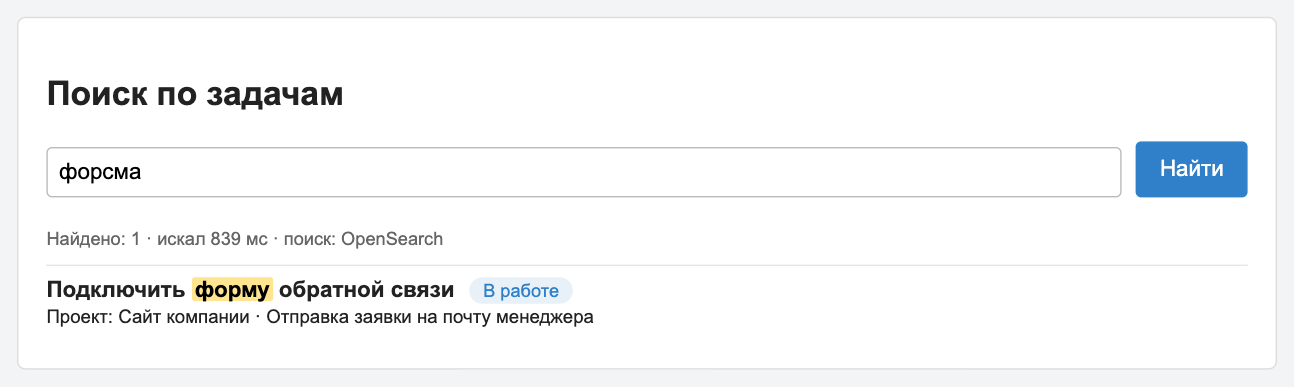 Поиск по задачам
форсма
Найти
Найдено: 1 · искал 839 мс · поиск: OpenSearch
Подключить форму обратной связи В работе
Проект: Сайт компании · Отправка заявки на почту менеджера